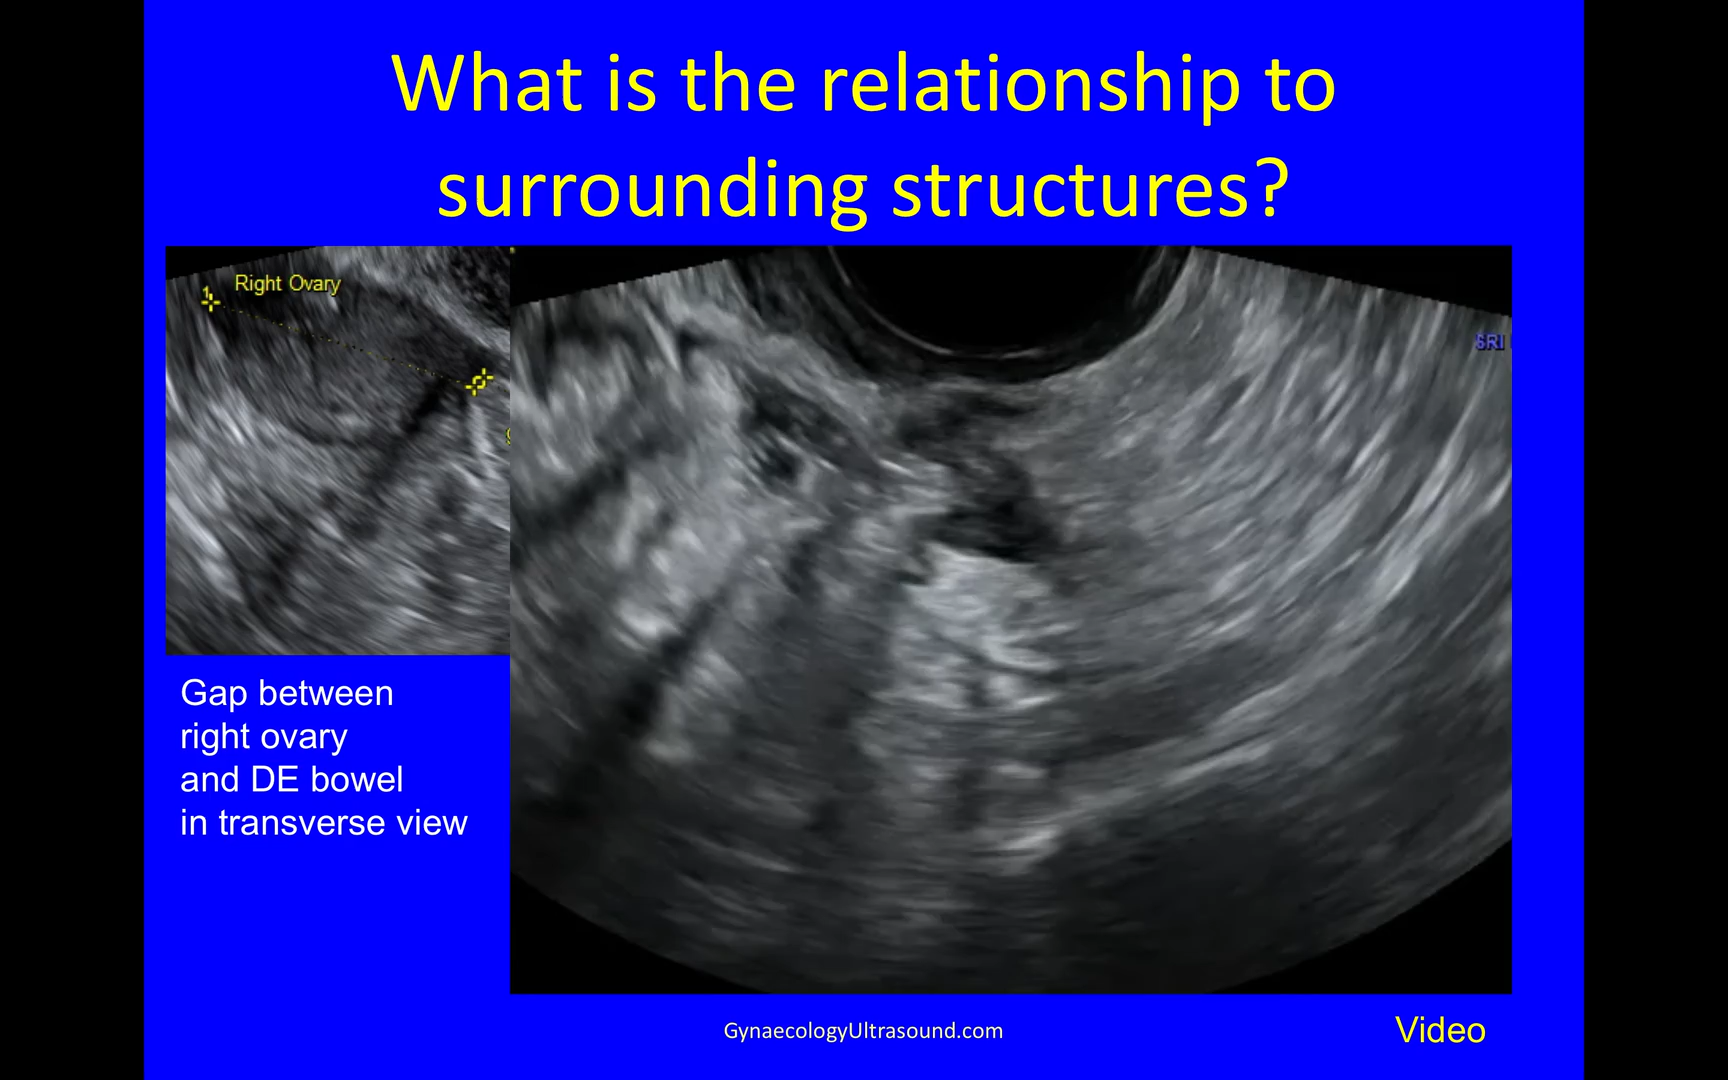 What is the relationship to
surrounding structures?
1
Right Ovary
SRI
Gap between
right ovary
and DE bowel
in transverse view
GynaecologyUltrasound.com
Video